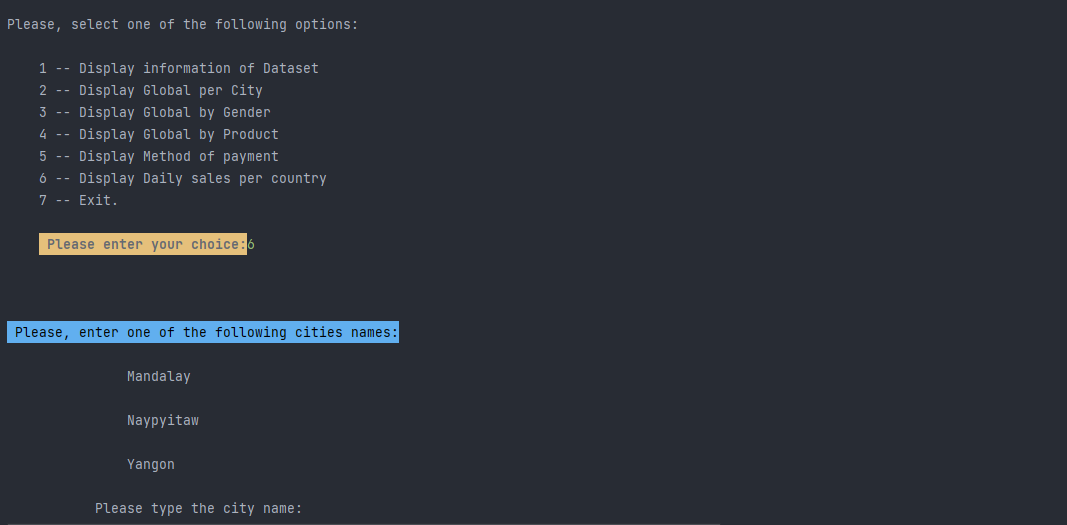 Please, select one of the following options:
1 -- Display information of Dataset
2 -- Display Global per City
3 -- Display Global by Gender
4 -- Display Global by Product
5 -- Display Method of payment
6 -- Display Daily sales per country
7 -- Exit.
Please enter your choice:6
Please, enter one of the following cities names:
Mandalay
Naypyitaw
Yangon
Please type the city name: